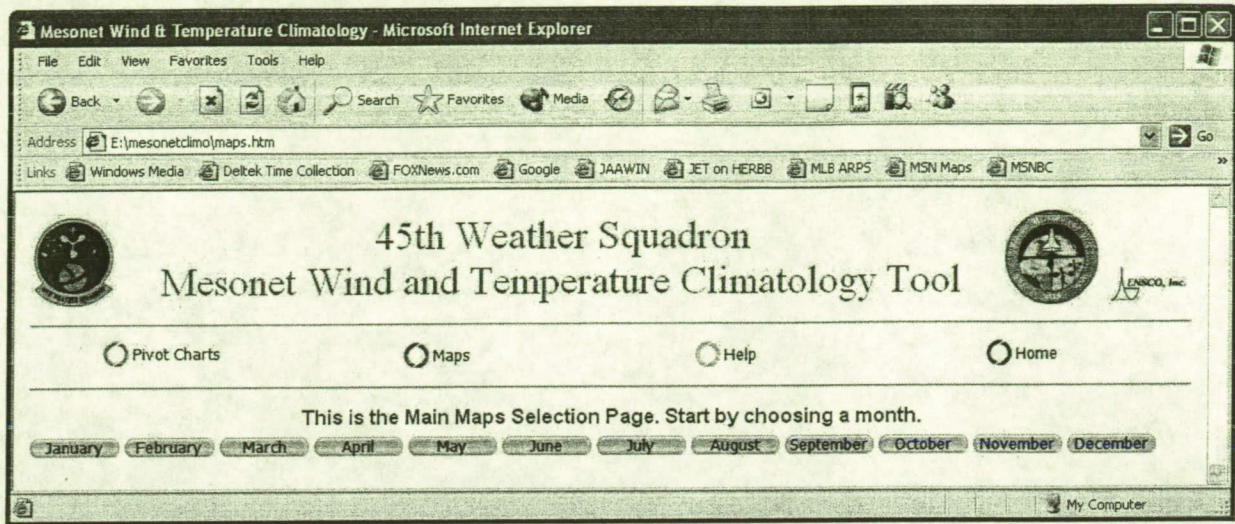 Mesonet Wind & Temperature Climatology - Microsoft Internet Explorer
File Edit View Favorites Tools Help
Back Search Favorites Media
Address E:\mesonetclimo\maps.htm Go
Links Windows Media Deltek Time Collection FOXNews.com Google JAAWIN JET on HERBB MLB ARPS MSN Maps MSNBC »
45th Weather Squadron
Mesonet Wind and Temperature Climatology Tool
ENSCO, Inc.
Pivot Charts Maps Help Home
This is the Main Maps Selection Page. Start by choosing a month.
January February March April May June July August September October November December
My Computer